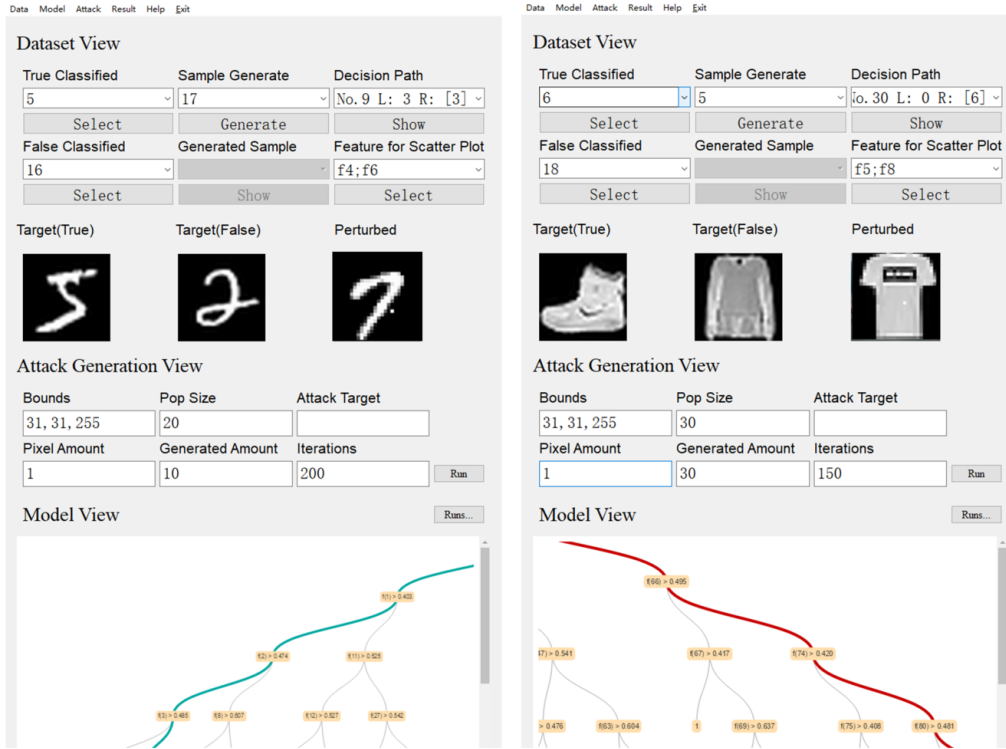 Data Model Attack Result Help Exit
Dataset View
True Classified Sample Generate Decision Path
5 17 No.9 L: 3 R: [3]
Select Generate Show
False Classified Generated Sample Feature for Scatter Plot
16 f4;f6
Select Show Select
Target(True) Target(False) Perturbed
Attack Generation View
Bounds Pop Size Attack Target
31,31,255 20
Pixel Amount Generated Amount Iterations
1 10 200 Run
Model View Runs...
f(1) > 0.403
f(2) > 0.474 f(11) > 0.525
f(3) > 0.485 f(8) > 0.607 f(12) > 0.527 f(27) > 0.542
Data Model Attack Result Help Exit
Dataset View
True Classified Sample Generate Decision Path
6 5 No.30 L: 0 R: [6]
Select Generate Show
False Classified Generated Sample Feature for Scatter Plot
18 f5;f8
Select Show Select
Target(True) Target(False) Perturbed
Attack Generation View
Bounds Pop Size Attack Target
31,31,255 30
Pixel Amount Generated Amount Iterations
1 30 150 Run
Model View Runs...
f(66) > 0.495
47) > 0.541 f(67) > 0.417 f(74) > 0.420
> 0.476 f(63) > 0.604 1 f(69) > 0.637 f(75) > 0.408 f(80) > 0.481